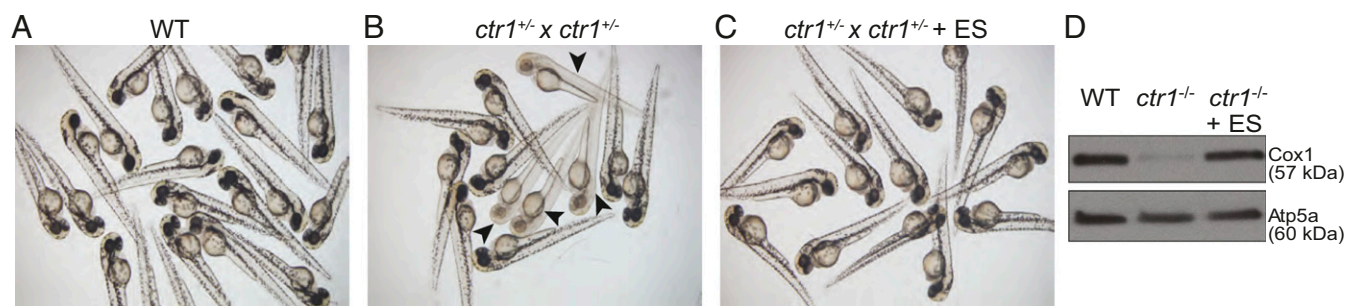 A WT
B ctr1+/- x ctr1+/-
C ctr1+/- x ctr1+/- + ES
D
WT ctr1-/- ctr1-/-
+ ES
Cox1
(57 kDa)
Atp5a
(60 kDa)